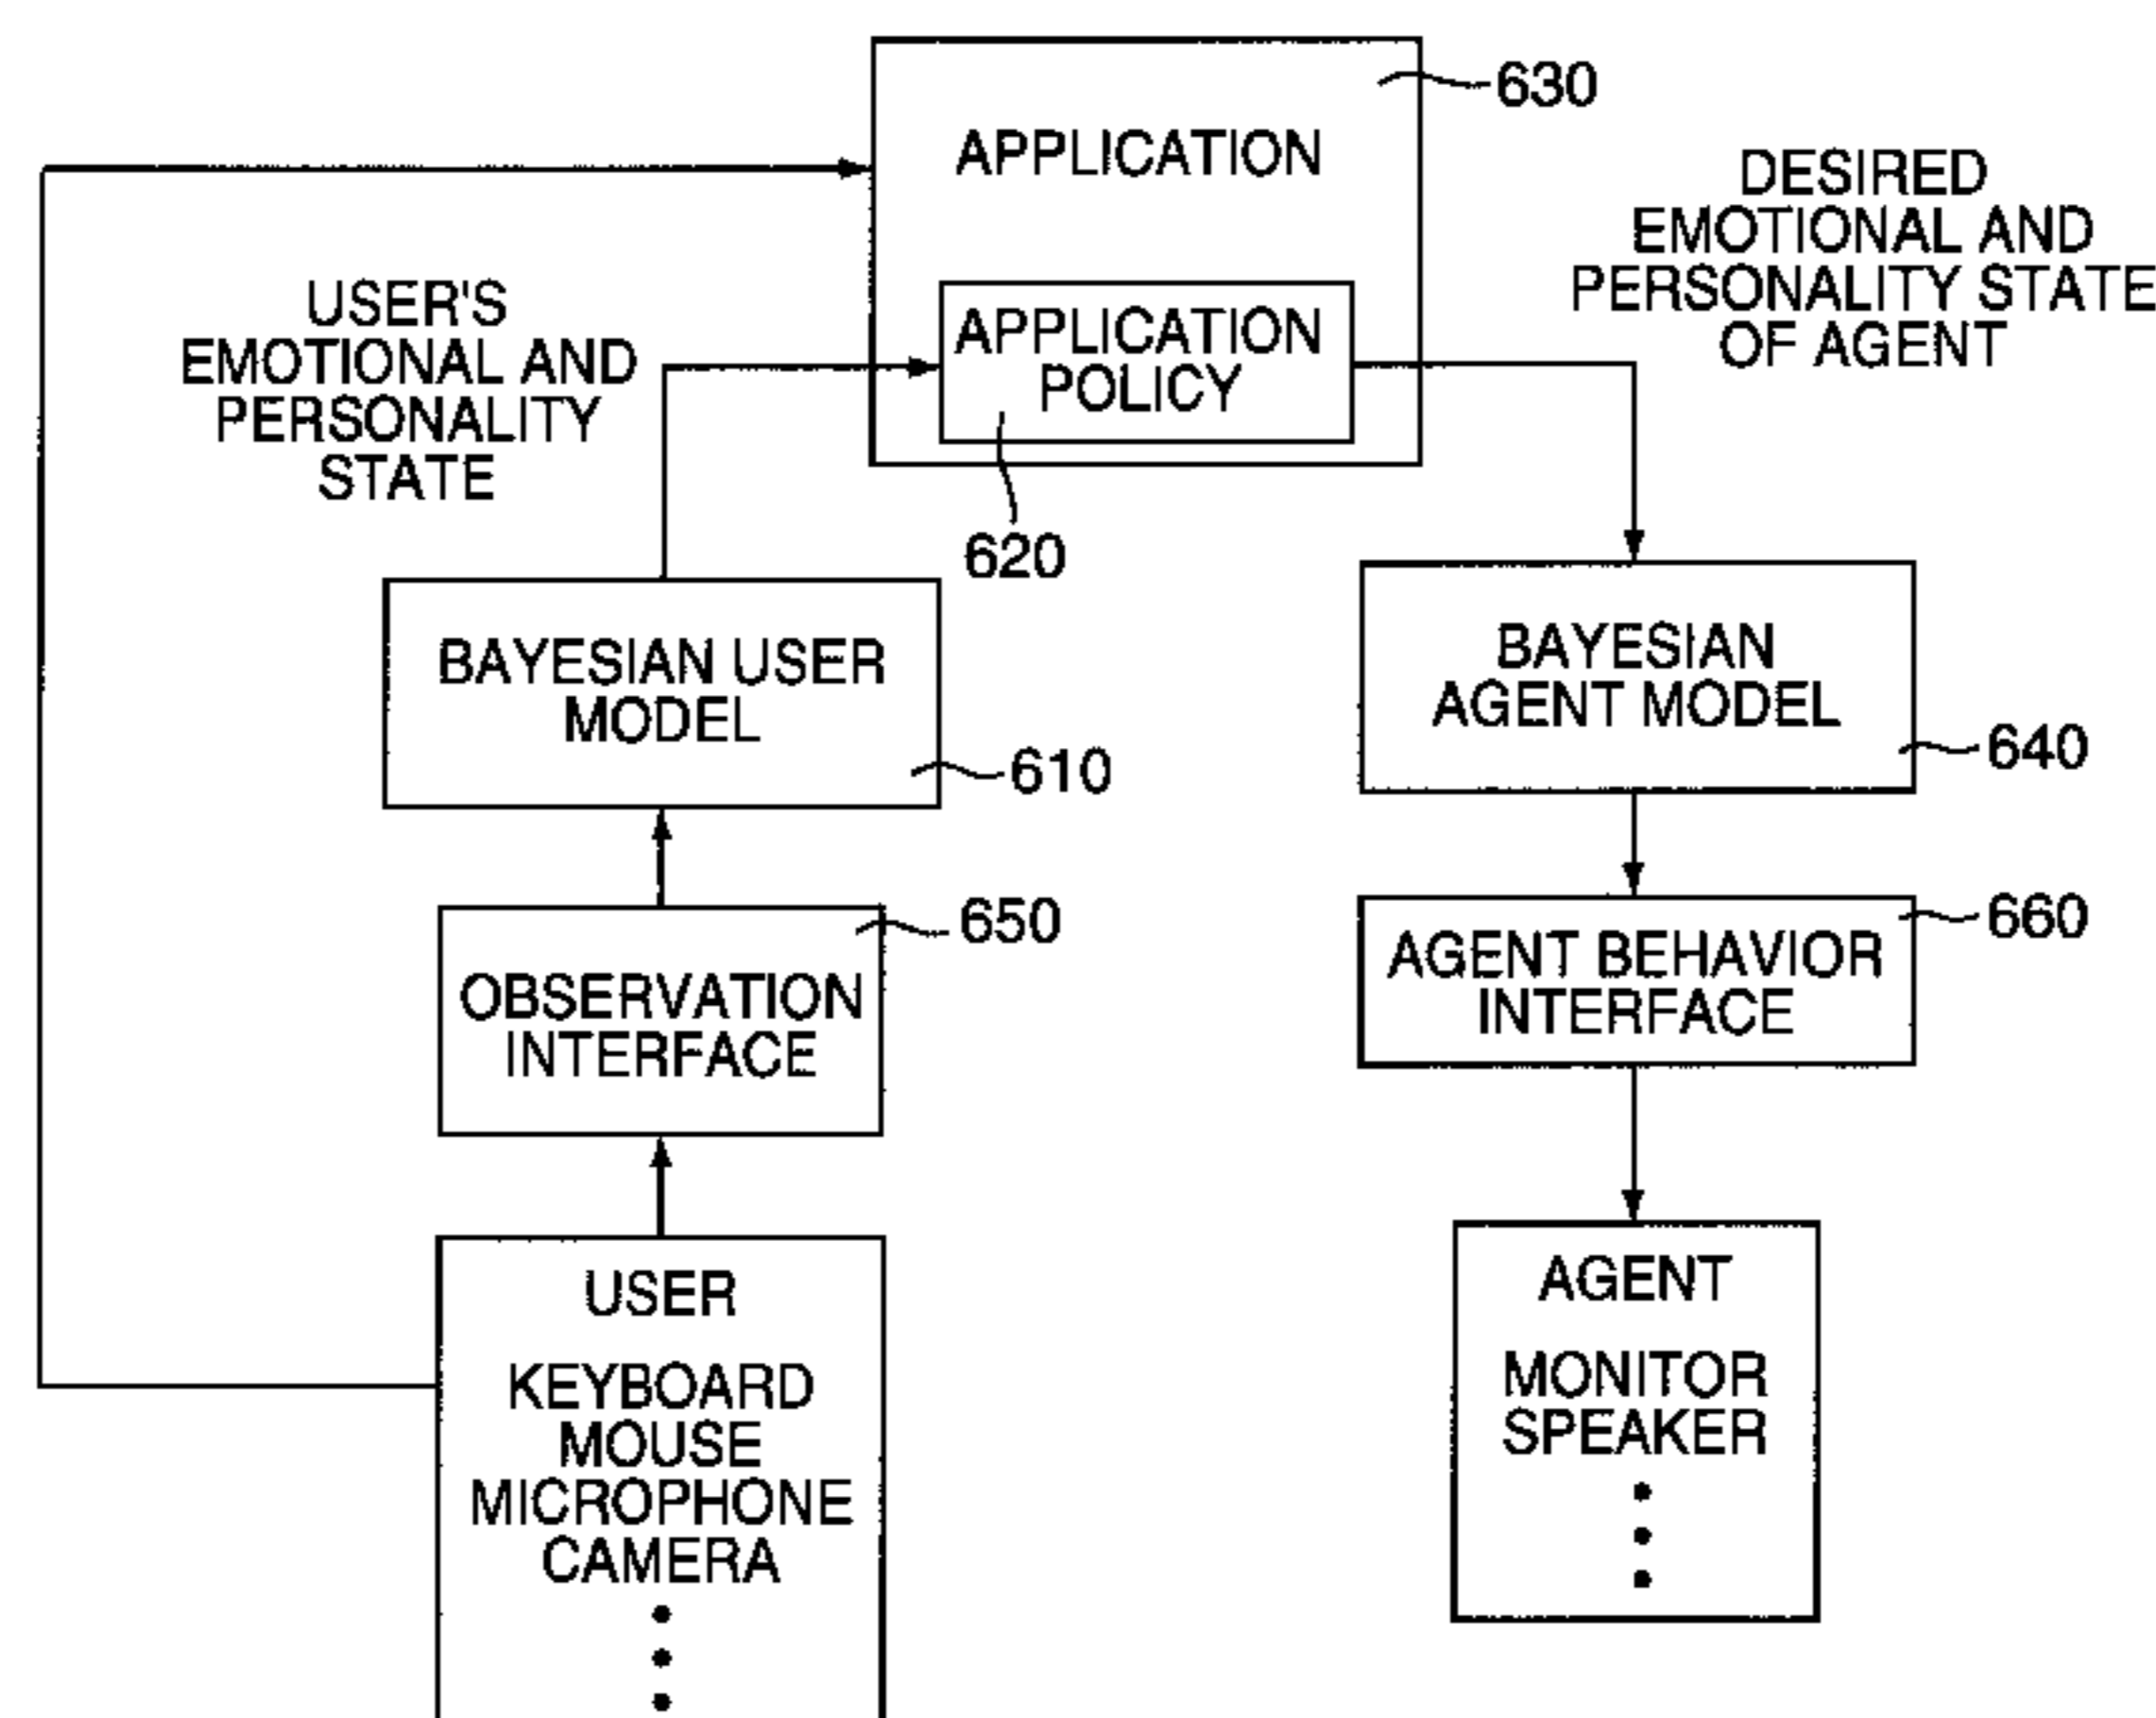 630
APPLICATION
DESIRED
EMOTIONAL AND
PERSONALITY STATE
OF AGENT
USER'S
EMOTIONAL AND
PERSONALITY
STATE
APPLICATION
POLICY
620
BAYESIAN USER
MODEL
610
BAYESIAN
AGENT MODEL
640
OBSERVATION
INTERFACE
650
AGENT BEHAVIOR
INTERFACE
660
USER
KEYBOARD
MOUSE
MICROPHONE
CAMERA
AGENT
MONITOR
SPEAKER